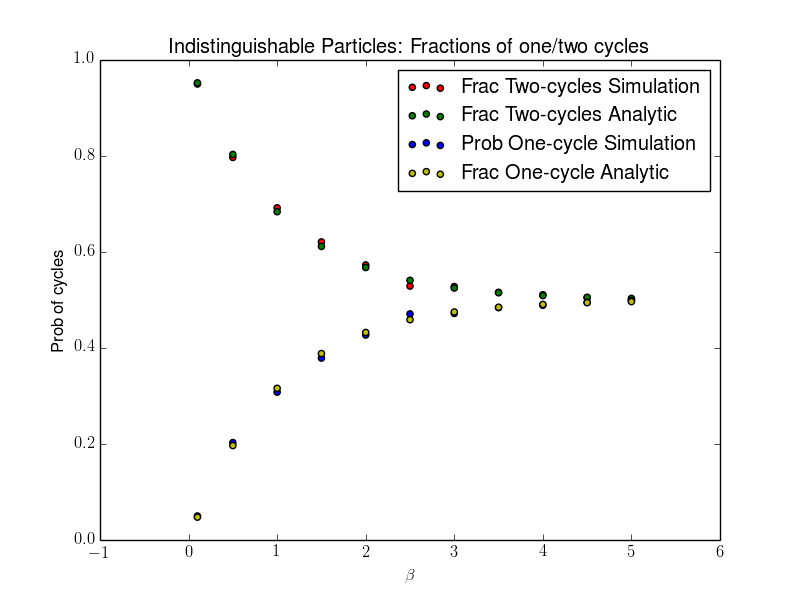 Indistinguishable Particles: Fractions of one/two cycles
Frac Two-cycles Simulation
Frac Two-cycles Analytic
Prob One-cycle Simulation
Frac One-cycle Analytic
Prob of cycles
1.0
0.8
0.6
0.4
0.2
0.0
−1 0 1 2 3 4 5 6
β